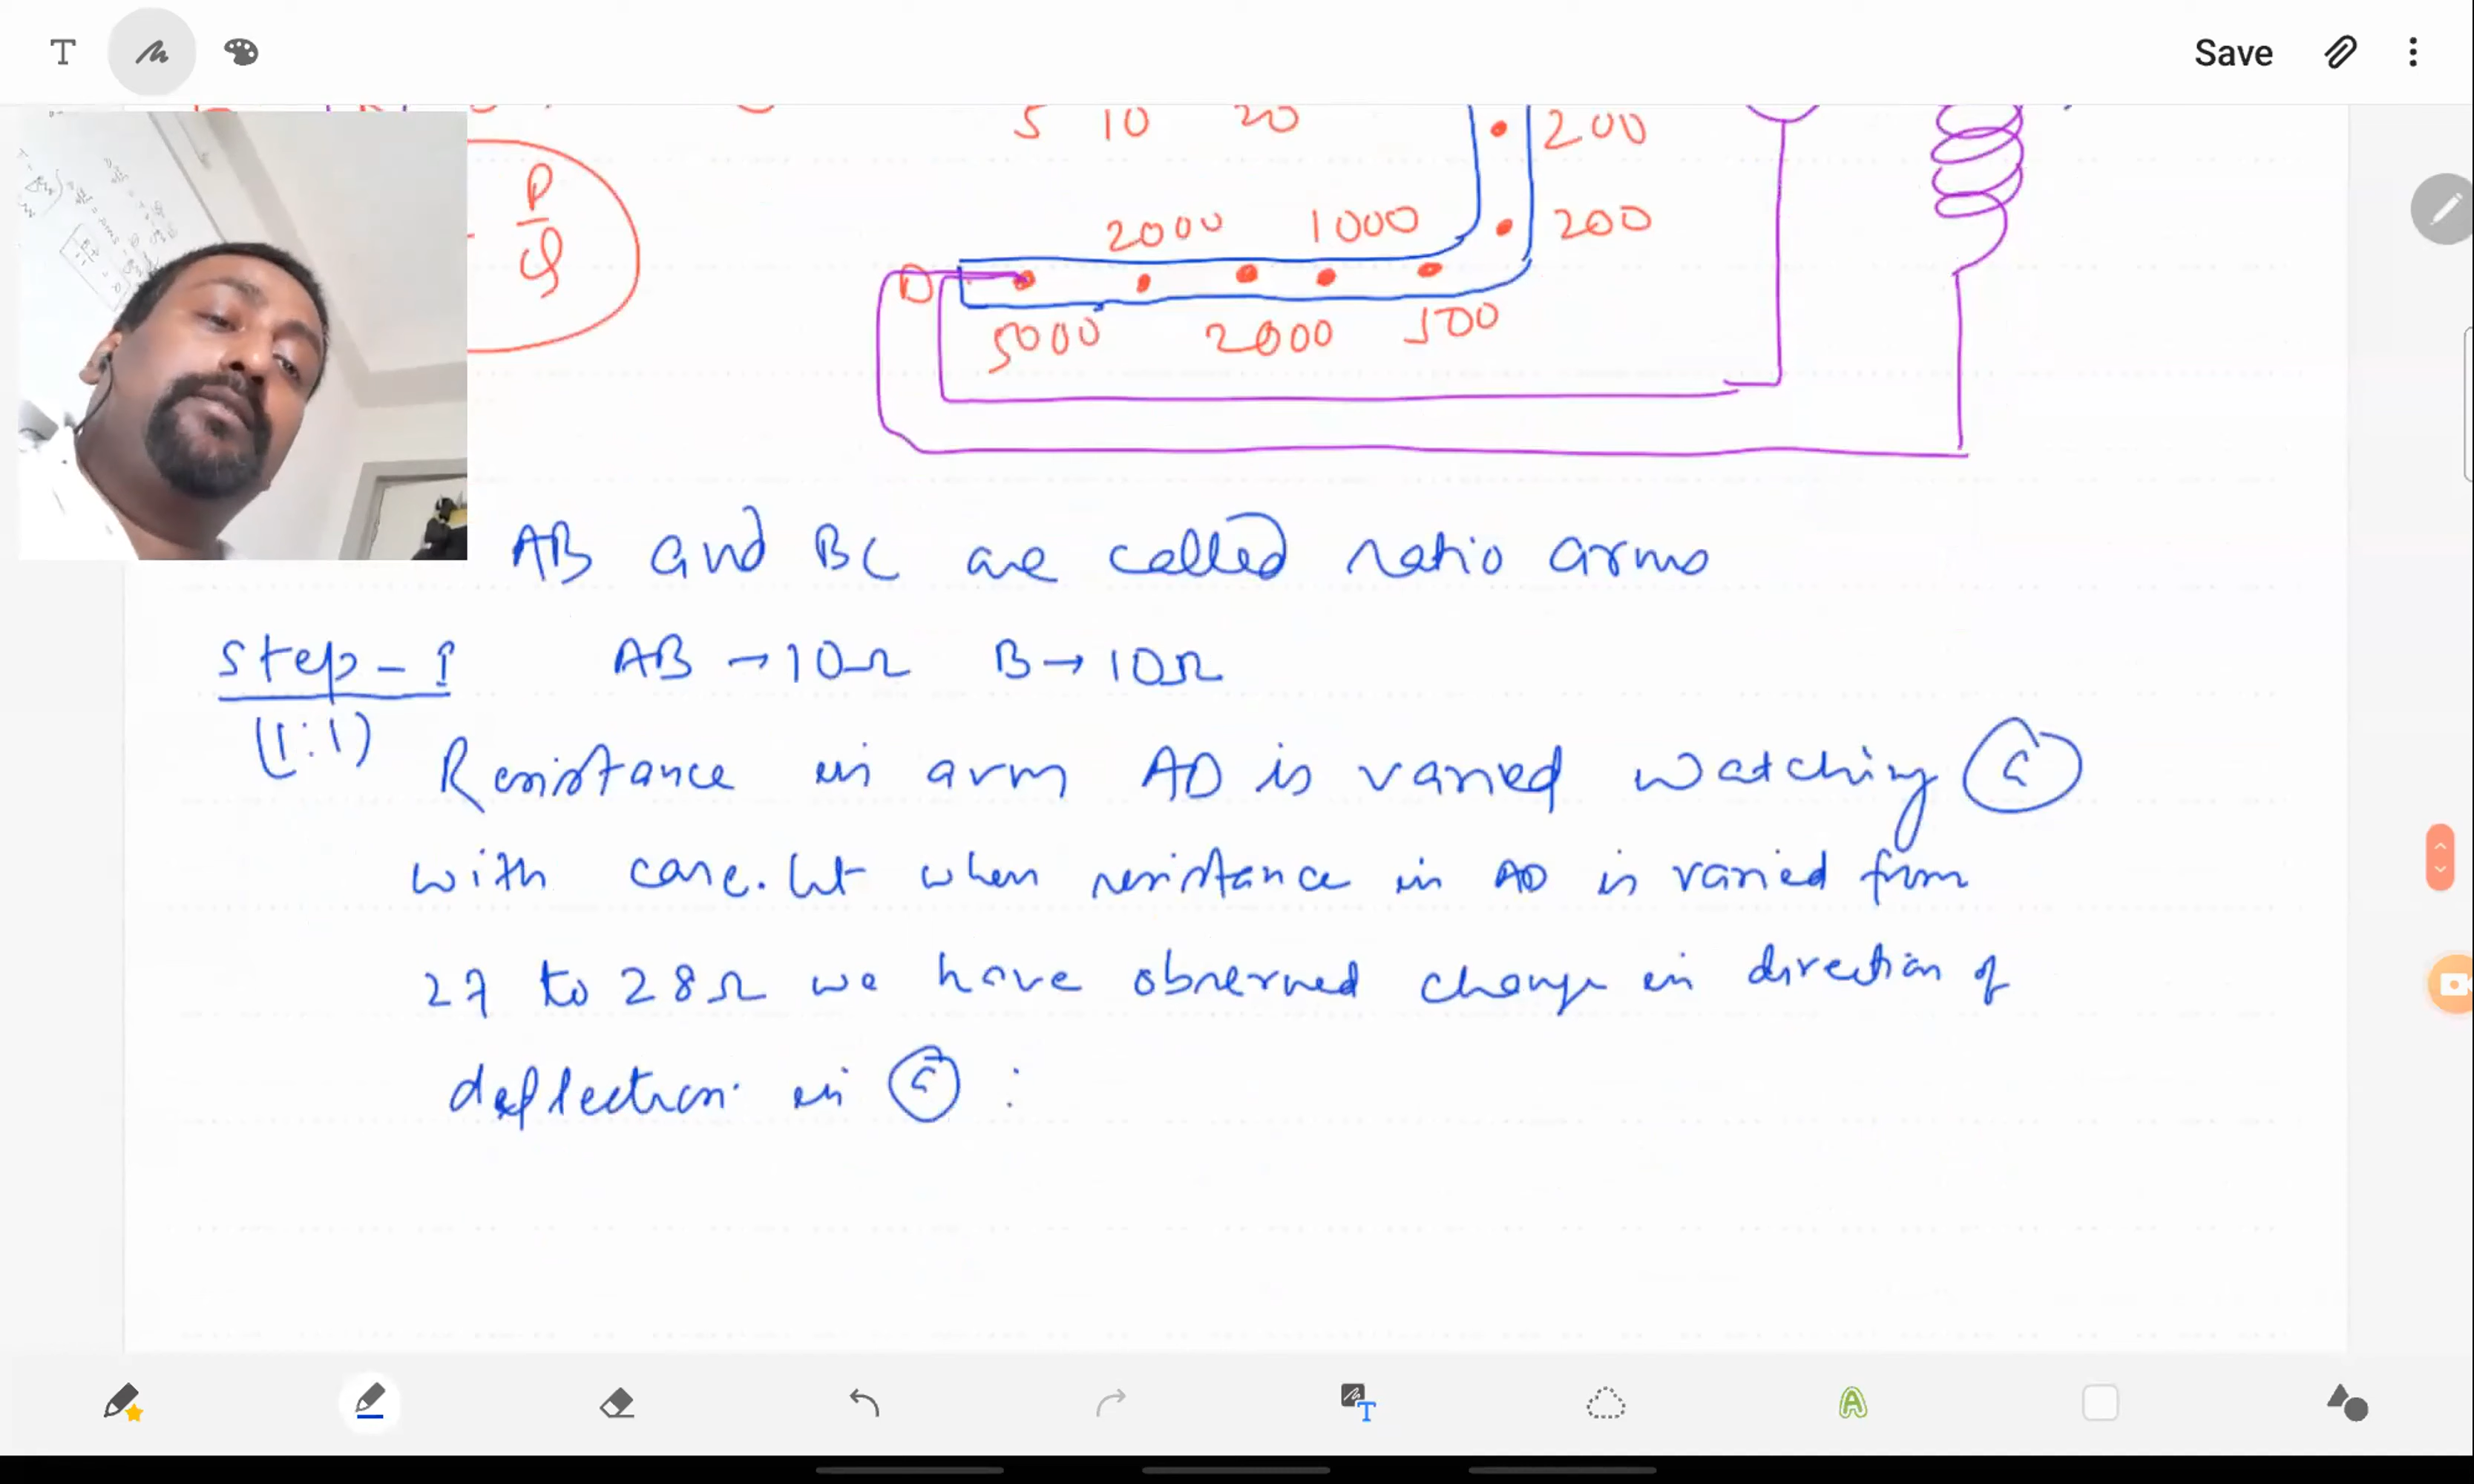 Save
5 10 20
200
P
Q
2000 1000 200
D
5000 2000 500
AB and BC are called ratio arms
Step-1 AB → 10Ω B → 10Ω
(1:1)
Resistance in arm AD is varied watching G
with care. let when resistance in AD is varied from
27 to 28Ω we have observed change in direction of
deflection in G :